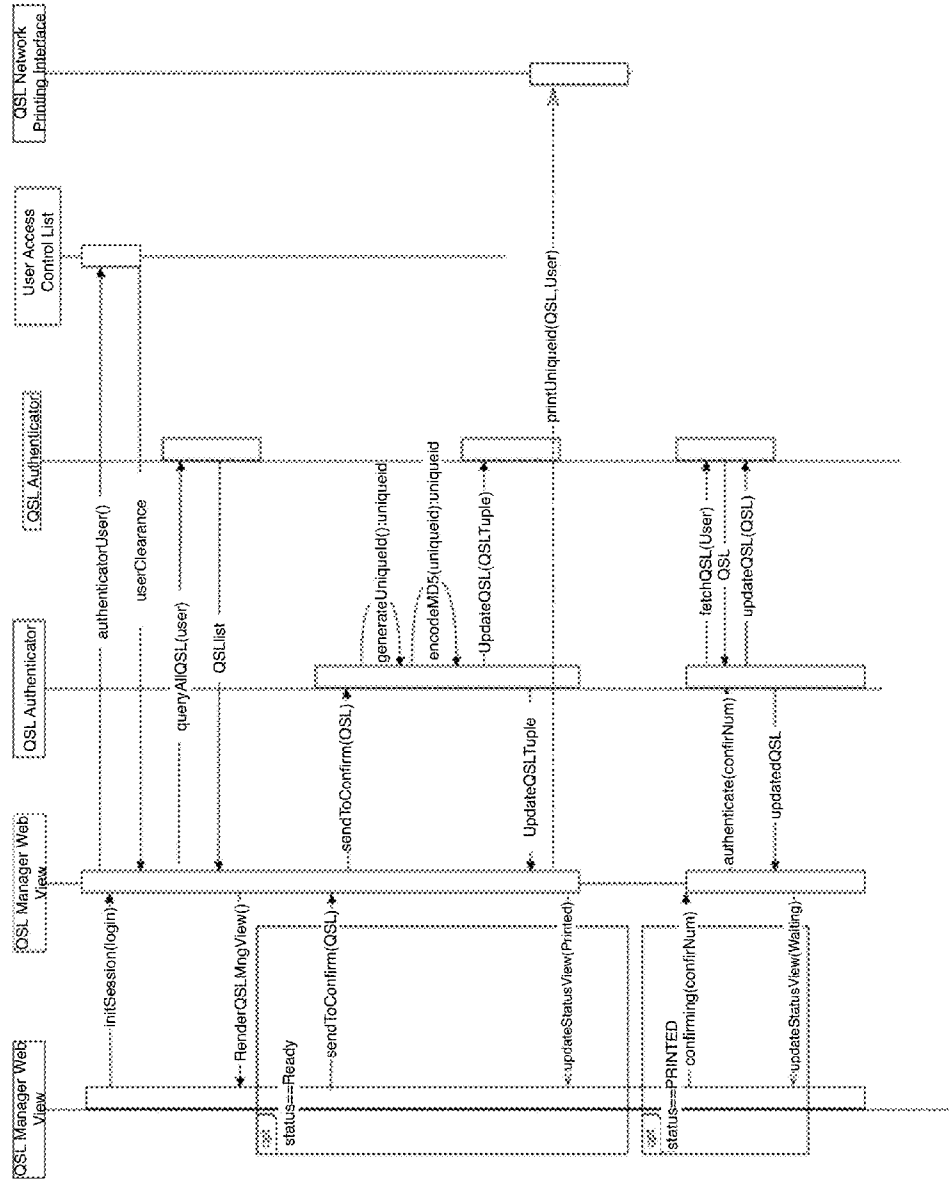 QSL Manager Web
View
QSL Manager Web
View
QSL Authenticator
QSL Authenticator
User Access
Control List
QSL Network
Printing Interface
initSession(login)
authenticatorUser()
userClearance
queryAllQSL(user)
QSLlist
RenderQSLMngView()
status==Ready
sendToConfirm(QSL)
sendToConfirm(QSL)
generateUniqueId():uniqueid
encodeMD5(uniqueid):uniqueid
UpdateQSL(QSLTuple)
UpdateQSLTuple
printUniqueid(QSL,User)
<updateStatusView(Printed)
status==PRINTED
confirming(confirNum)
authenticate(confirNum)
fetchQSL(User)
QSL
updateQSL(QSL)
updatedQSL
<updateStatusView(Waiting)